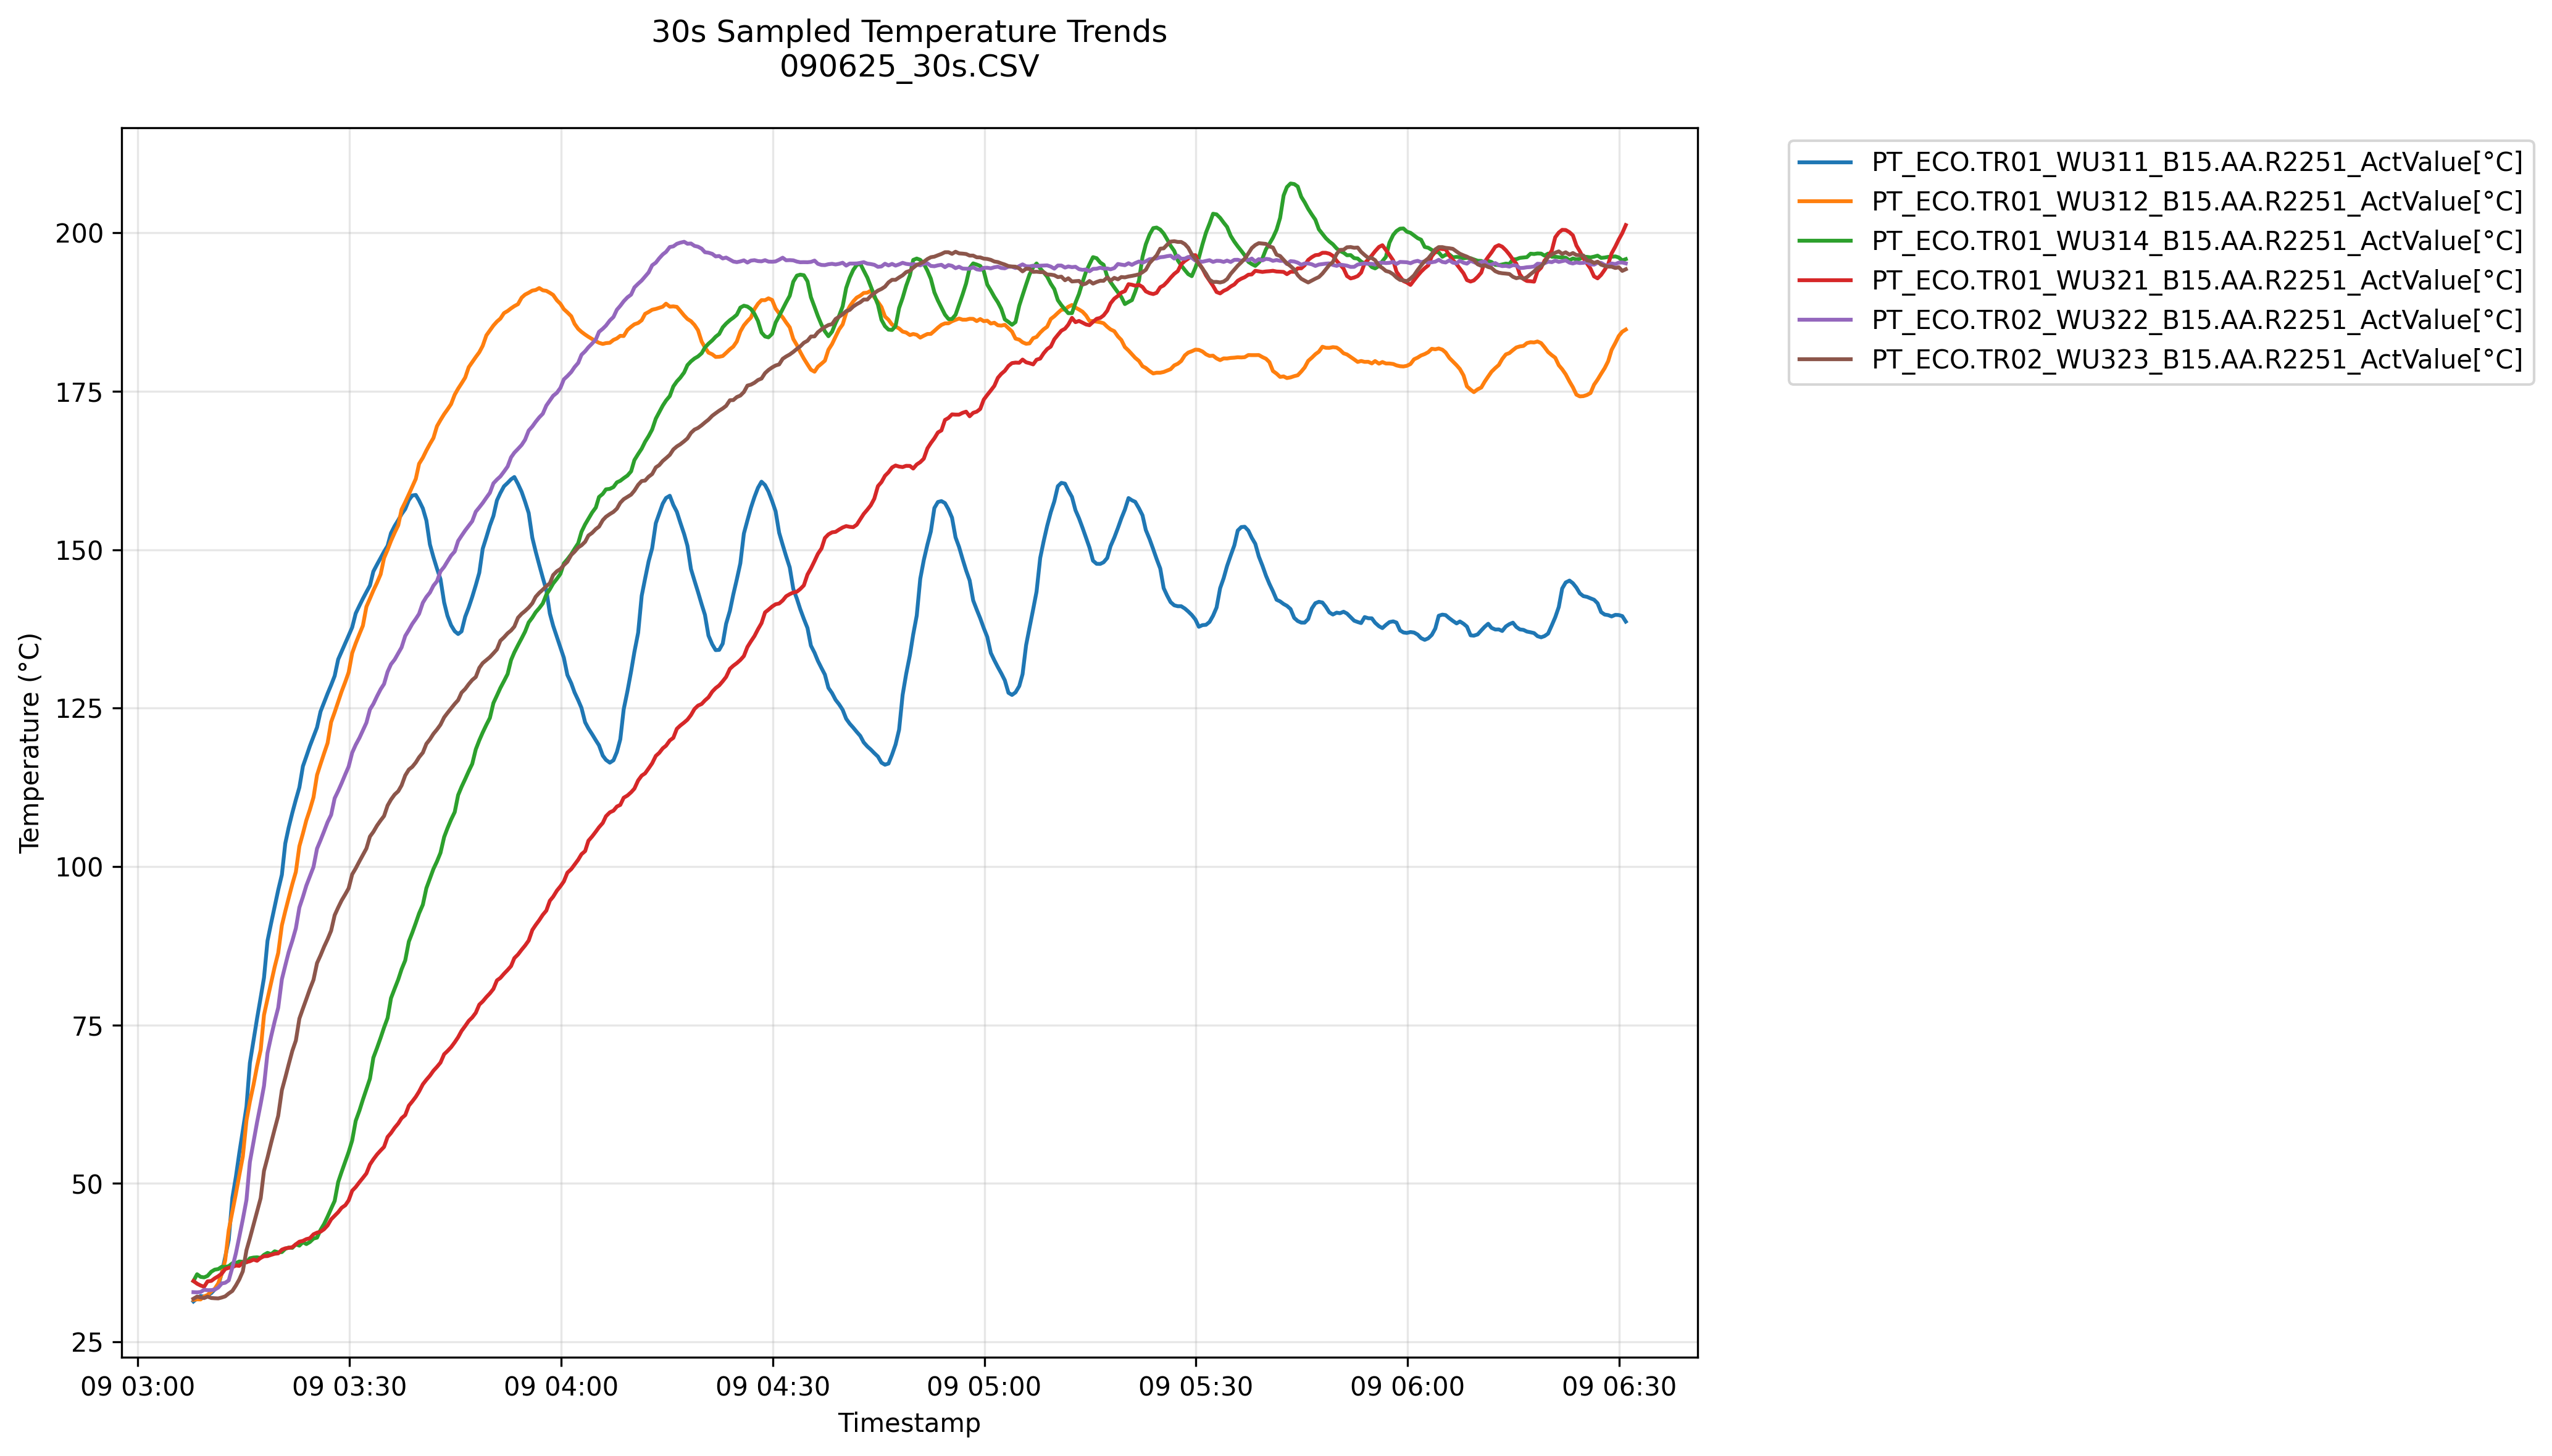 30s Sampled Temperature Trends
090625_30s.CSV
PT_ECO.TR01_WU311_B15.AA.R2251_ActValue[°C]
PT_ECO.TR01_WU312_B15.AA.R2251_ActValue[°C]
PT_ECO.TR01_WU314_B15.AA.R2251_ActValue[°C]
PT_ECO.TR01_WU321_B15.AA.R2251_ActValue[°C]
PT_ECO.TR02_WU322_B15.AA.R2251_ActValue[°C]
PT_ECO.TR02_WU323_B15.AA.R2251_ActValue[°C]
Temperature (°C)
200
175
150
125
100
75
50
25
09 03:00 09 03:30 09 04:00 09 04:30 09 05:00 09 05:30 09 06:00 09 06:30
Timestamp